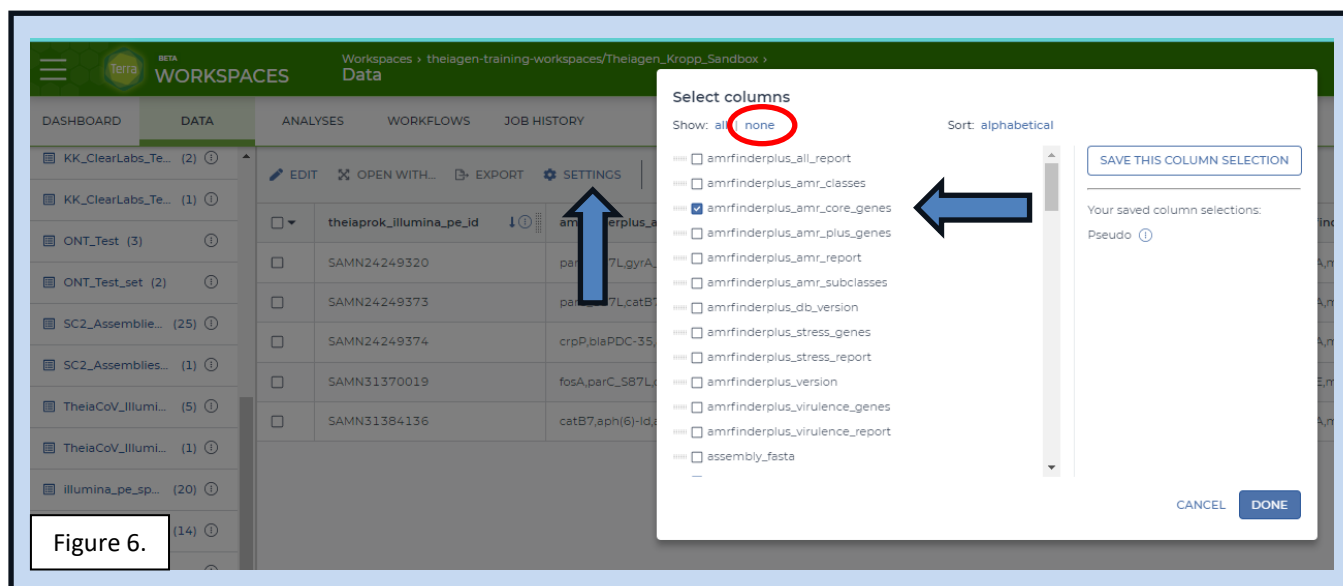 Terra
BETA
WORKSPACES
Workspaces › theiagen-training-workspaces/Theiagen_Kropp_Sandbox ›
Data
DASHBOARD DATA ANALYSES WORKFLOWS JOB HISTORY
KK_ClearLabs_Te... (2)
KK_ClearLabs_Te... (1)
ONT_Test (3)
ONT_Test_set (2)
SC2_Assemblie... (25)
SC2_Assemblies... (1)
TheiaCoV_Illumi... (5)
TheiaCoV_Illumi... (1)
illumina_pe_sp... (20)
(14)
EDIT OPEN WITH... EXPORT SETTINGS
theiaprok_illumina_pe_id
SAMN24249320
SAMN24249373
SAMN24249374 crpP,blaPDC-35,
SAMN31370019 fosA,parC_S87L,
SAMN31384136 catB7,aph(6)-Id,
Select columns
Show: all | none Sort: alphabetical
amrfinderplus_all_report
amrfinderplus_amr_classes
amrfinderplus_amr_core_genes
amrfinderplus_amr_plus_genes
amrfinderplus_amr_report
amrfinderplus_amr_subclasses
amrfinderplus_db_version
amrfinderplus_stress_genes
amrfinderplus_stress_report
amrfinderplus_version
amrfinderplus_virulence_genes
amrfinderplus_virulence_report
assembly_fasta
SAVE THIS COLUMN SELECTION
Your saved column selections:
Pseudo
CANCEL DONE
Figure 6.